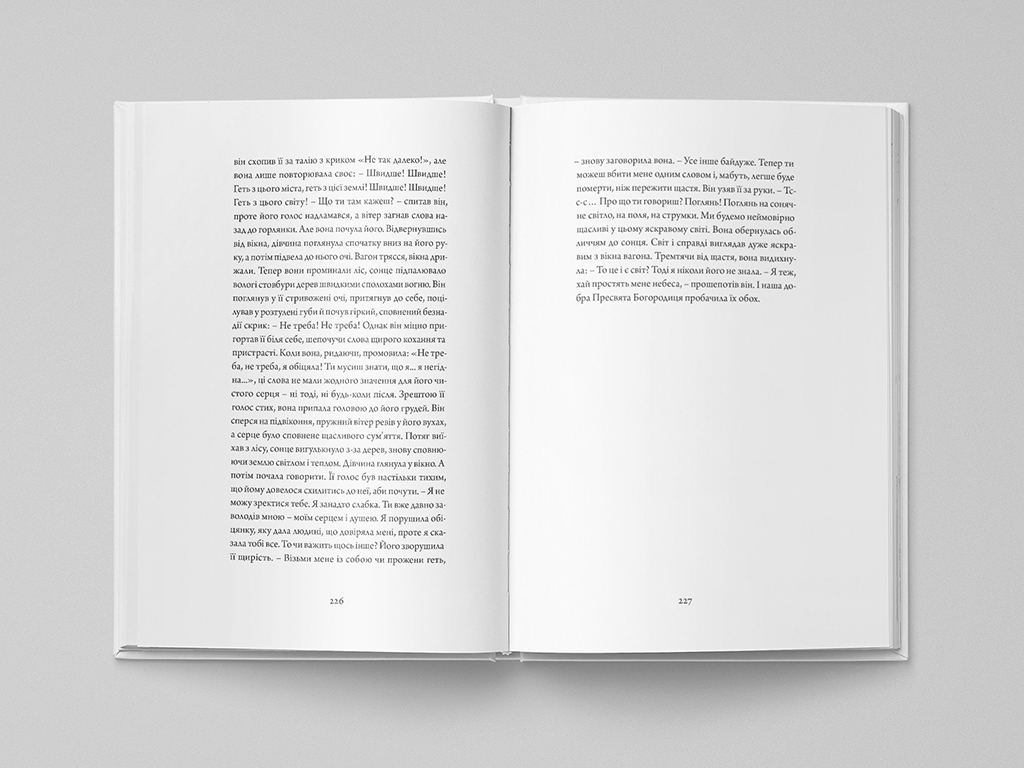 він схопив її за талію з криком «Не так далеко!», але
вона лише повторювала своє: – Швидше! Швидше!
Геть з цього міста, геть з цієї землі! Швидше! Швидше!
Геть з цього світу! – Що ти там кажеш? – спитав він,
проте його голос надламався, а вітер загнав слова на-
зад до горлянки. Але вона почула його. Відвернувшись
від вікна, дівчина поглянула спочатку вниз на його ру-
ку, а потім підвела до нього очі. Вагон трясся, вікна дри-
жали. Тепер вони проминали ліс, сонце підпалювало
вологі стовбури дерев швидкими сполохами вогню. Він
поглянув у її стривожені очі, притягнув до себе, поці-
лував у розтулені губи й почув гіркий, сповнений безна-
дії скрик: – Не треба! Не треба! Однак він міцно при-
гортав її біля себе, шепочучи слова щирого кохання та
пристрасті. Коли вона, ридаючи, промовила: «Не тре-
ба, не треба, я обіцяла! Ти мусиш знати, що я... я негід-
на...», ці слова не мали жодного значення для його чи-
стого серця – ні тоді, ні будь-коли після. Зрештою її
голос стих, вона припала головою до його грудей. Він
сперся на підвіконня, пружний вітер ревів у його вухах,
а серце було сповнене щасливого сум'яття. Потяг виї-
хав з лісу, сонце вигулькнуло з-за дерев, знову сповню-
ючи землю світлом і теплом. Дівчина глянула у вікно. А
потім почала говорити. Її голос був настільки тихим,
що йому довелося схилитись до неї, аби почути. – Я не
можу зректися тебе. Я занадто слабка. Ти вже давно за-
володів мною – моїм серцем і душею. Я порушила обі-
цянку, яку дала людині, що довіряла мені, проте я ска-
зала тобі все. То чи важить щось інше? Його зворушила
її щирість. – Візьми мене із собою чи прожени геть,
226
– знову заговорила вона. – Усе інше байдуже. Тепер ти
можеш вбити мене одним словом і, мабуть, легше буде
померти, ніж пережити щастя. Він узяв її за руки. – Тс-
с-с… Про що ти говориш? Поглянь! Поглянь на соняч-
не світло, на поля, на струмки. Ми будемо неймовірно
щасливі у цьому яскравому світі. Вона обернулась об-
личчям до сонця. Світ і справді виглядав дуже яскра-
вим з вікна вагона. Тремтячи від щастя, вона видихну-
ла: – То це і є світ? Тоді я ніколи його не знала. – Я теж,
хай простять мене небеса, – прошепотів він. І наша до-
бра Пресвята Богородиця пробачила їх обох.
227